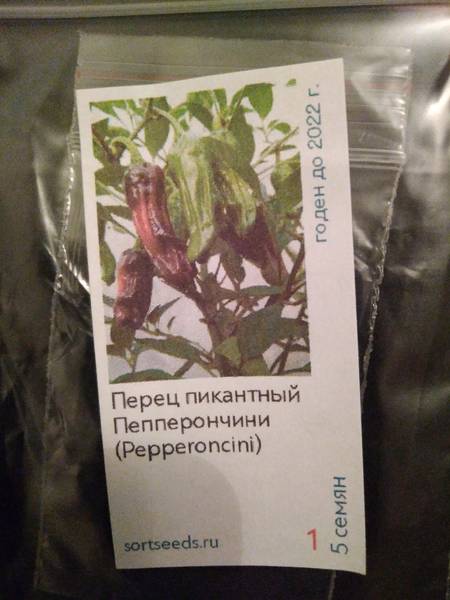 годен до 2022 г.
Перец пикантный
Пепперончини
(Pepperoncini)
sortseeds.ru
1
5 семян